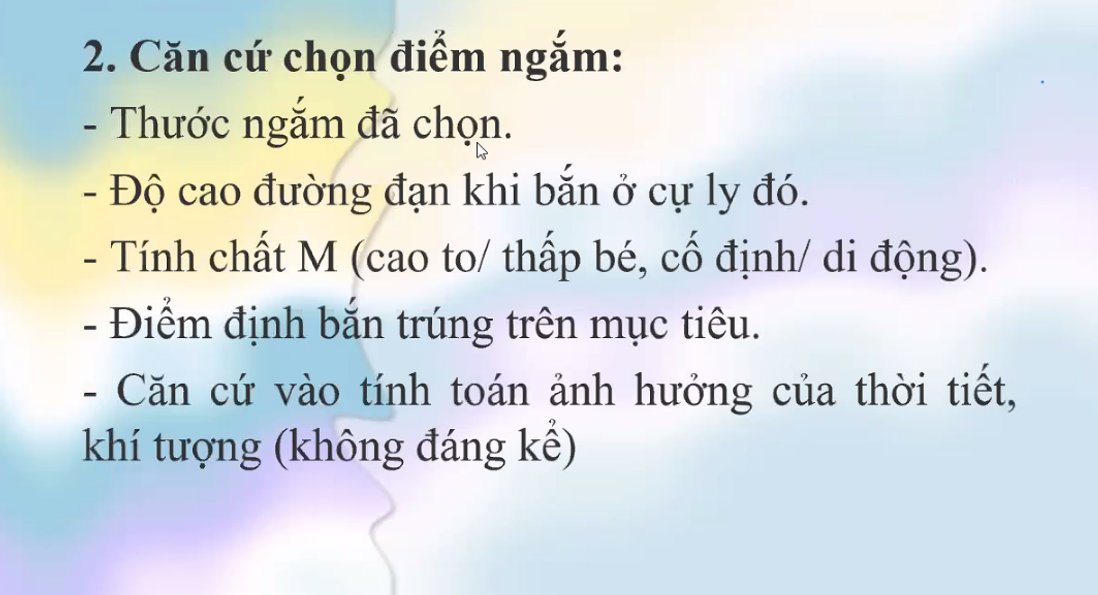 2. Căn cứ chọn điểm ngắm:
- Thước ngắm đã chọn.
- Độ cao đường đạn khi bắn ở cự ly đó.
- Tính chất M (cao to/ thấp bé, cố định/ di động).
- Điểm định bắn trúng trên mục tiêu.
- Căn cứ vào tính toán ảnh hưởng của thời tiết,
khí tượng (không đáng kể)